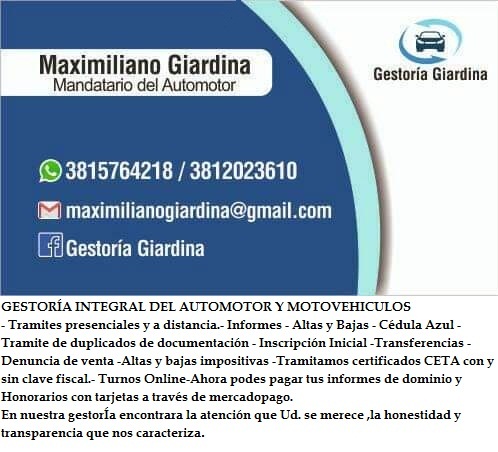 Maximiliano Giardina
Mandatario del Automotor
Gestoría Giardina
3815764218 / 3812023610
maximilianogiardina@gmail.com
Gestoría Giardina
GESTORÍA INTEGRAL DEL AUTOMOTOR Y MOTOVEHICULOS
- Tramites presenciales y a distancia.- Informes - Altas y Bajas - Cédula Azul -
Tramite de duplicados de documentación - Inscripción Inicial -Transferencias -
Denuncia de venta -Altas y bajas impositivas -Tramitamos certificados CETA con y
sin clave fiscal.- Turnos Online-Ahora podes pagar tus informes de dominio y
Honorarios con tarjetas a través de mercadopago.
En nuestra gestorÍa encontrara la atención que Ud. se merece ,la honestidad y
transparencia que nos caracteriza.